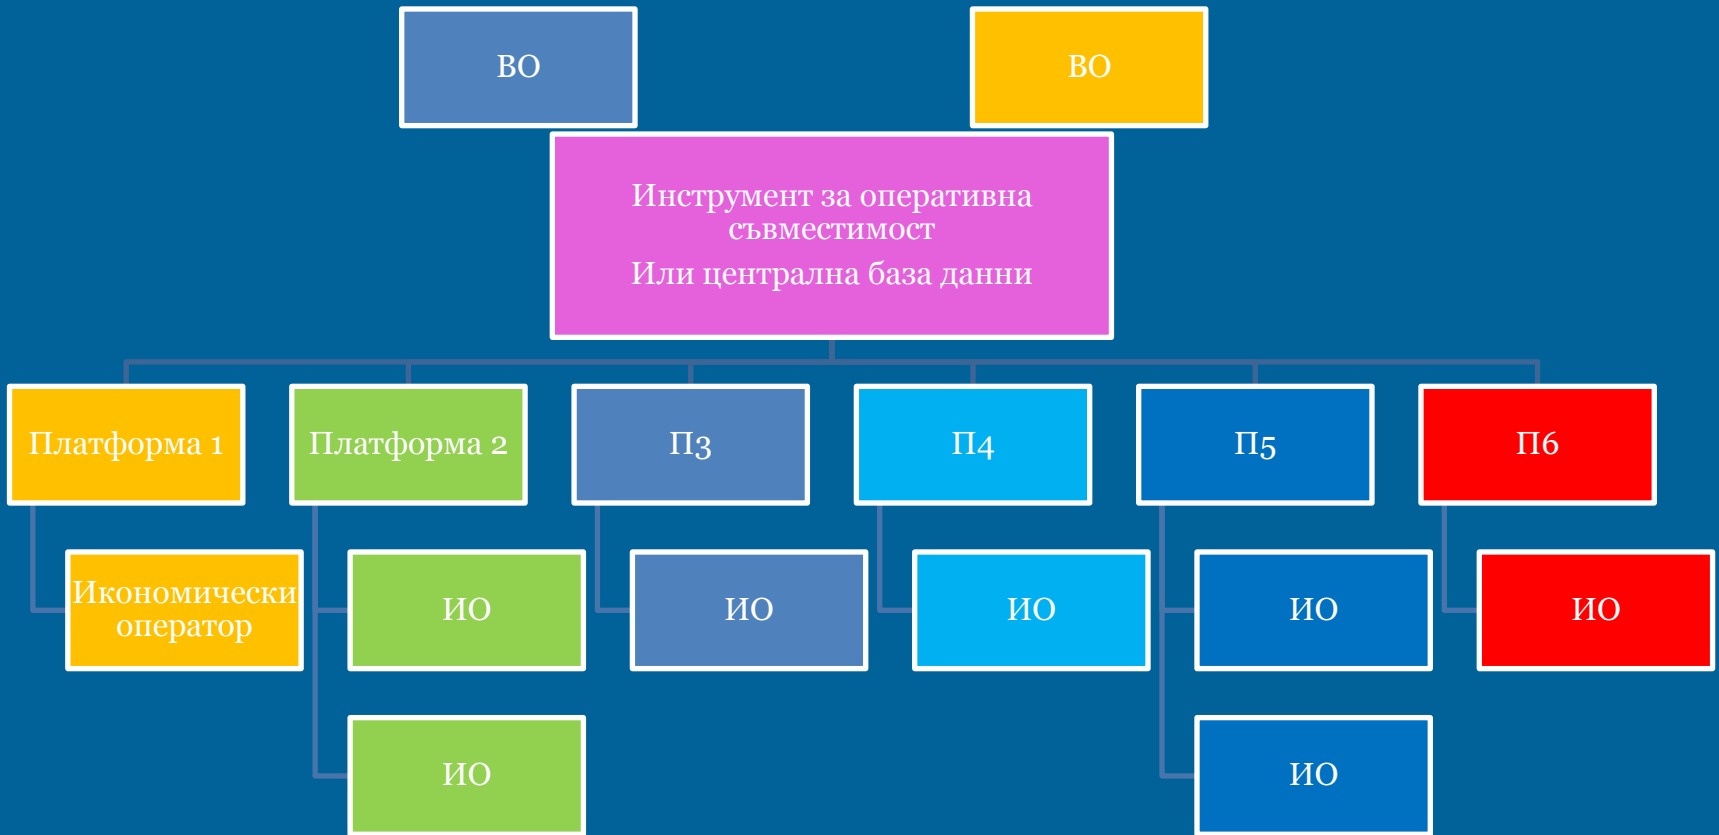 ВО
ВО
Инструмент за оперативна
съвместимост
Или централна база данни
Платформа 1
Платформа 2
П3
П4
П5
П6
Икономически
оператор
ИО
ИО
ИО
ИО
ИО
ИО
ИО